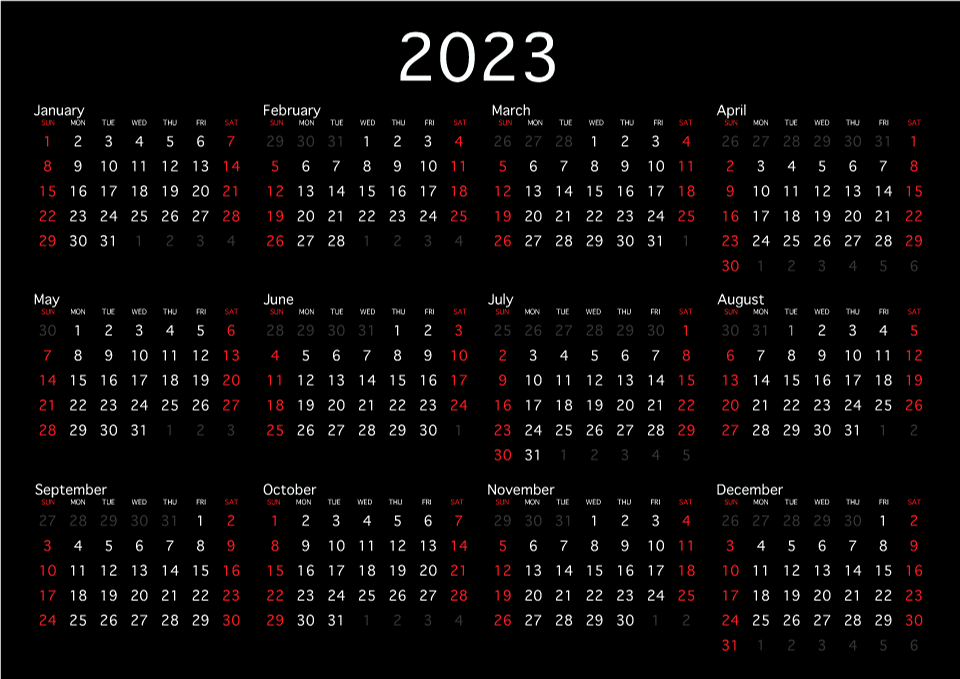 2023
January
SUN MON TUE WED THU FRI SAT
1 2 3 4 5 6 7
8 9 10 11 12 13 14
15 16 17 18 19 20 21
22 23 24 25 26 27 28
29 30 31 1 2 3 4
February
SUN MON TUE WED THU FRI SAT
29 30 31 1 2 3 4
5 6 7 8 9 10 11
12 13 14 15 16 17 18
19 20 21 22 23 24 25
26 27 28 1 2 3 4
March
SUN MON TUE WED THU FRI SAT
26 27 28 1 2 3 4
5 6 7 8 9 10 11
12 13 14 15 16 17 18
19 20 21 22 23 24 25
26 27 28 29 30 31 1
April
SUN MON TUE WED THU FRI SAT
26 27 28 29 30 31 1
2 3 4 5 6 7 8
9 10 11 12 13 14 15
16 17 18 19 20 21 22
23 24 25 26 27 28 29
30 1 2 3 4 5 6
May
SUN MON TUE WED THU FRI SAT
30 1 2 3 4 5 6
7 8 9 10 11 12 13
14 15 16 17 18 19 20
21 22 23 24 25 26 27
28 29 30 31 1 2 3
June
SUN MON TUE WED THU FRI SAT
28 29 30 31 1 2 3
4 5 6 7 8 9 10
11 12 13 14 15 16 17
18 19 20 21 22 23 24
25 26 27 28 29 30 1
July
SUN MON TUE WED THU FRI SAT
25 26 27 28 29 30 1
2 3 4 5 6 7 8
9 10 11 12 13 14 15
16 17 18 19 20 21 22
23 24 25 26 27 28 29
30 31 1 2 3 4 5
August
SUN MON TUE WED THU FRI SAT
30 31 1 2 3 4 5
6 7 8 9 10 11 12
13 14 15 16 17 18 19
20 21 22 23 24 25 26
27 28 29 30 31 1 2
September
SUN MON TUE WED THU FRI SAT
27 28 29 30 31 1 2
3 4 5 6 7 8 9
10 11 12 13 14 15 16
17 18 19 20 21 22 23
24 25 26 27 28 29 30
October
SUN MON TUE WED THU FRI SAT
1 2 3 4 5 6 7
8 9 10 11 12 13 14
15 16 17 18 19 20 21
22 23 24 25 26 27 28
29 30 31 1 2 3 4
November
SUN MON TUE WED THU FRI SAT
29 30 31 1 2 3 4
5 6 7 8 9 10 11
12 13 14 15 16 17 18
19 20 21 22 23 24 25
26 27 28 29 30 1 2
December
SUN MON TUE WED THU FRI SAT
26 27 28 29 30 1 2
3 4 5 6 7 8 9
10 11 12 13 14 15 16
17 18 19 20 21 22 23
24 25 26 27 28 29 30
31 1 2 3 4 5 6